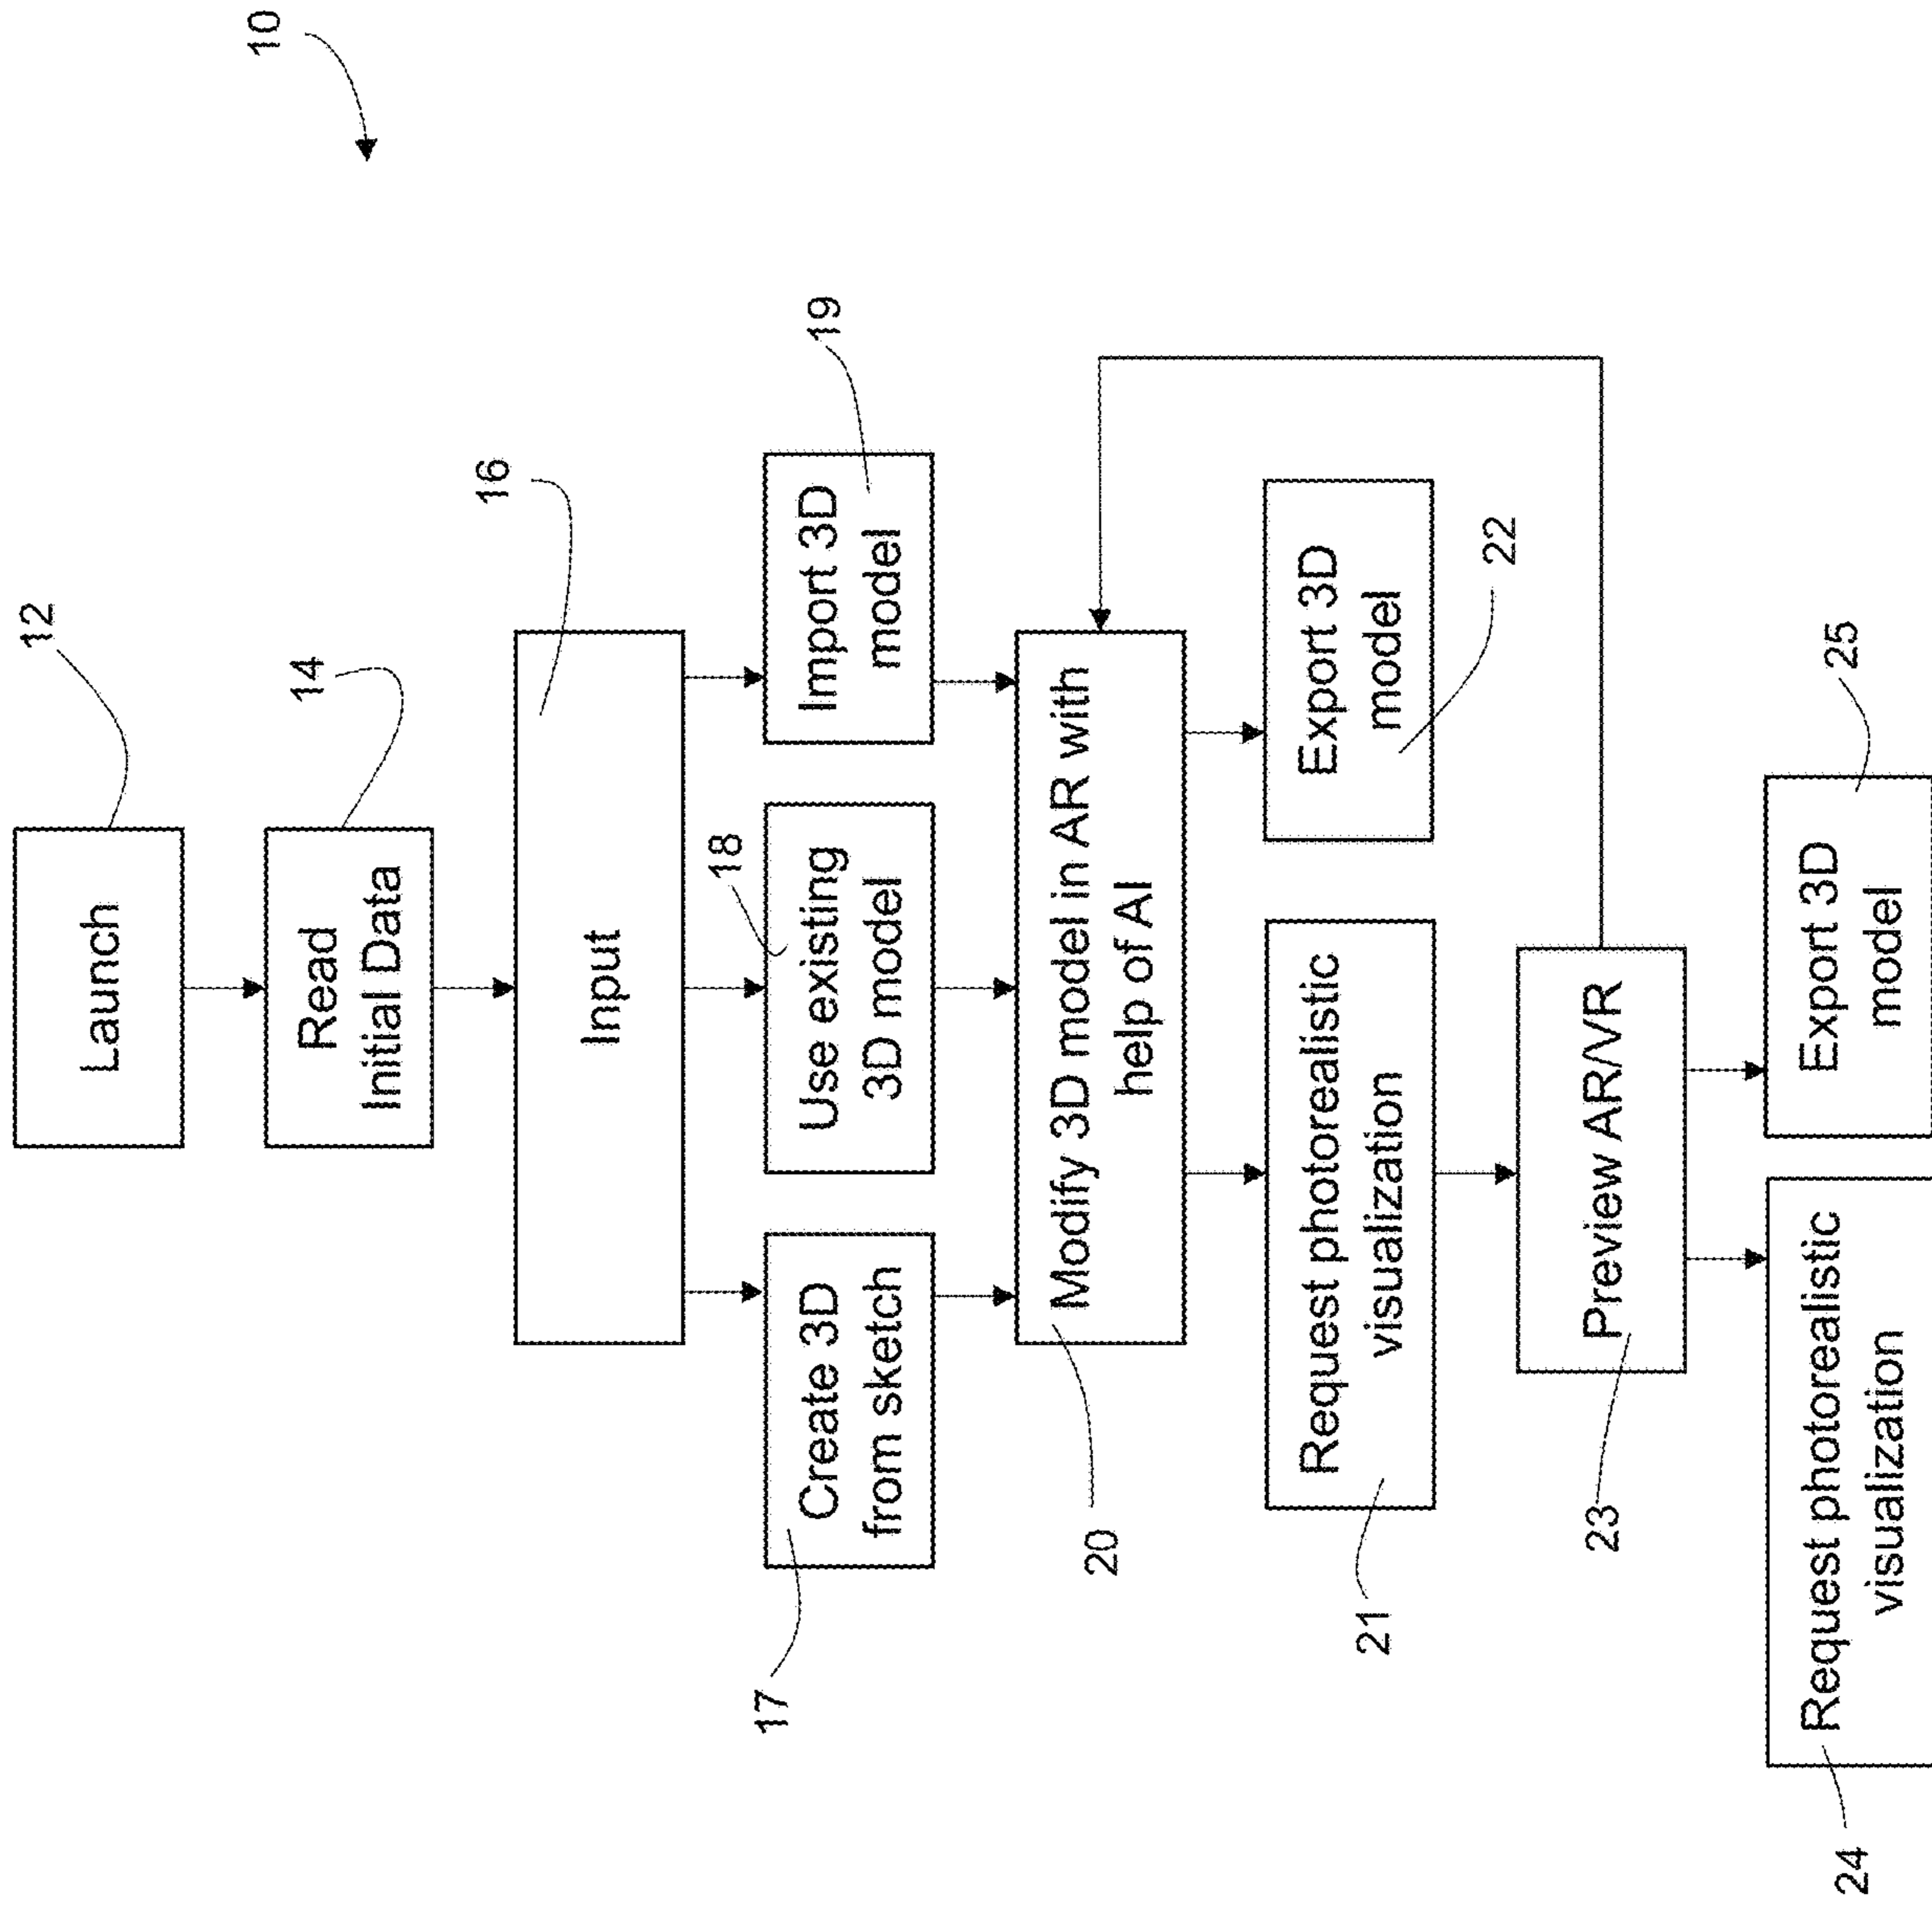 10
12
Launch
14
Read
Initial Data
16
Input
17
Create 3D
from sketch
18
Use existing
3D model
19
Import 3D
model
20
Modify 3D model in AR with
help of AI
21
Request photorealistic
visualization
22
Export 3D
model
23
Preview AR/VR
24
Request photorealistic
visualization
25
Export 3D
model